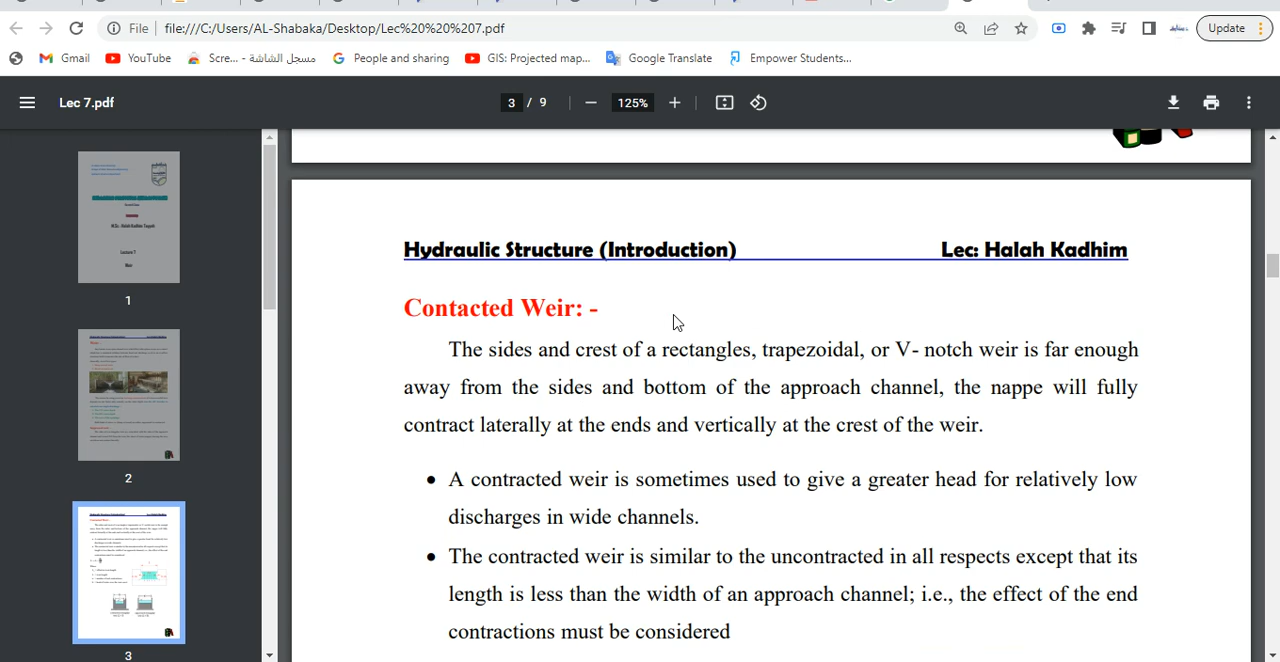 File file:///C:/Users/AL-Shabaka/Desktop/Lec%20%20%207.pdf Update
Gmail YouTube Scre... - مسجل الشاشة People and sharing GIS: Projected map... Google Translate Empower Students...
Lec 7.pdf 3 / 9 125%
Hydraulic Structure (Introduction) Lec: Halah Kadhim
Contacted Weir: -
The sides and crest of a rectangles, trapezoidal, or V- notch weir is far enough
away from the sides and bottom of the approach channel, the nappe will fully
contract laterally at the ends and vertically at the crest of the weir.
• A contracted weir is sometimes used to give a greater head for relatively low
discharges in wide channels.
• The contracted weir is similar to the uncontracted in all respects except that its
length is less than the width of an approach channel; i.e., the effect of the end
contractions must be considered
1
2
3